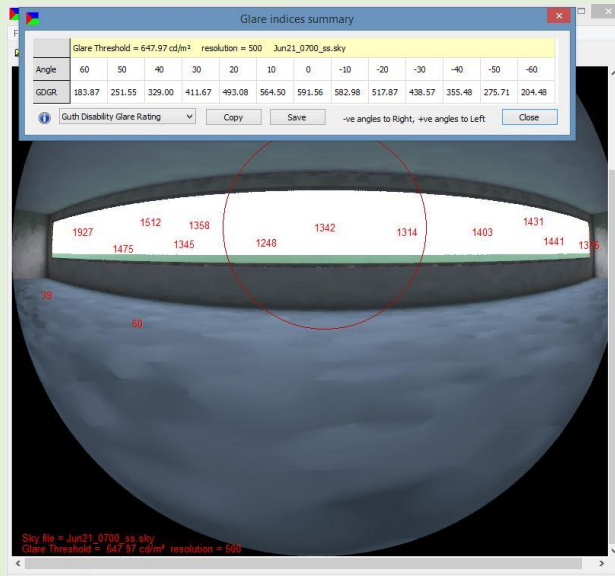 Glare indices summary
Glare Threshold = 647.97 cd/m² resolution = 500 Jun21_0700_ss.sky
Angle 60 50 40 30 20 10 0 -10 -20 -30 -40 -50 -60
GDGR 183.87 251.55 329.00 411.67 493.08 564.50 591.56 582.98 517.87 438.57 355.48 275.71 204.48
Guth Disability Glare Rating Copy Save -ve angles to Right, +ve angles to Left Close
1927 1512 1358 1342 1314 1403 1431
1475 1345 1248 1441
39
60
Sky file = Jun21_0700_ss.sky
Glare Threshold = 647.97 cd/m² resolution = 500